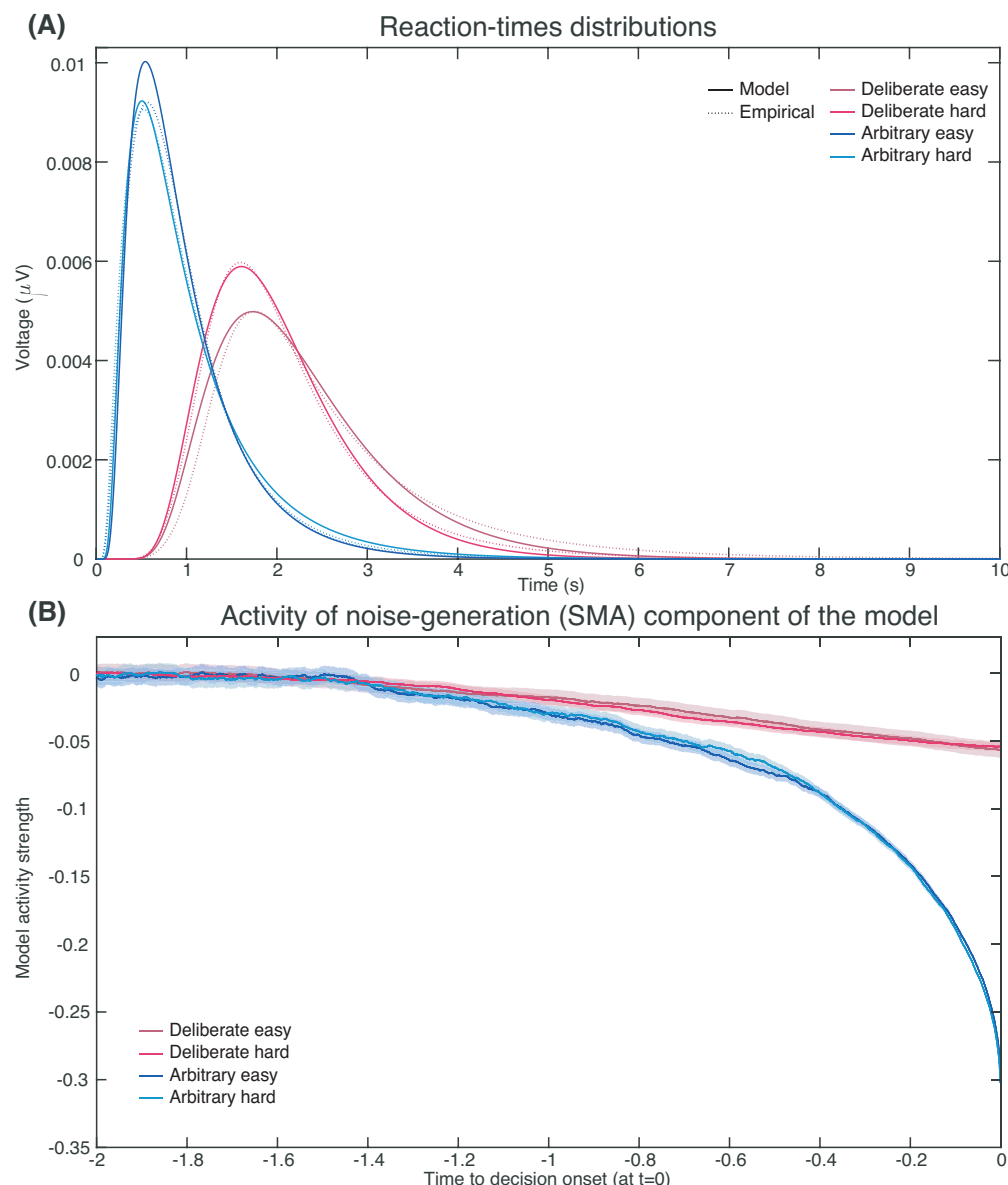 (A)
Reaction-times distributions
Model
Empirical
Deliberate easy
Deliberate hard
Arbitrary easy
Arbitrary hard
Voltage (μV)
0.01
0.008
0.006
0.004
0.002
0
0 1 2 3 4 5 6 7 8 9 10
Time (s)
(B)
Activity of noise-generation (SMA) component of the model
Model activity strength
0
-0.05
-0.1
-0.15
-0.2
-0.25
-0.3
-0.35
Deliberate easy
Deliberate hard
Arbitrary easy
Arbitrary hard
-2 -1.8 -1.6 -1.4 -1.2 -1 -0.8 -0.6 -0.4 -0.2 0
Time to decision onset (at t=0)